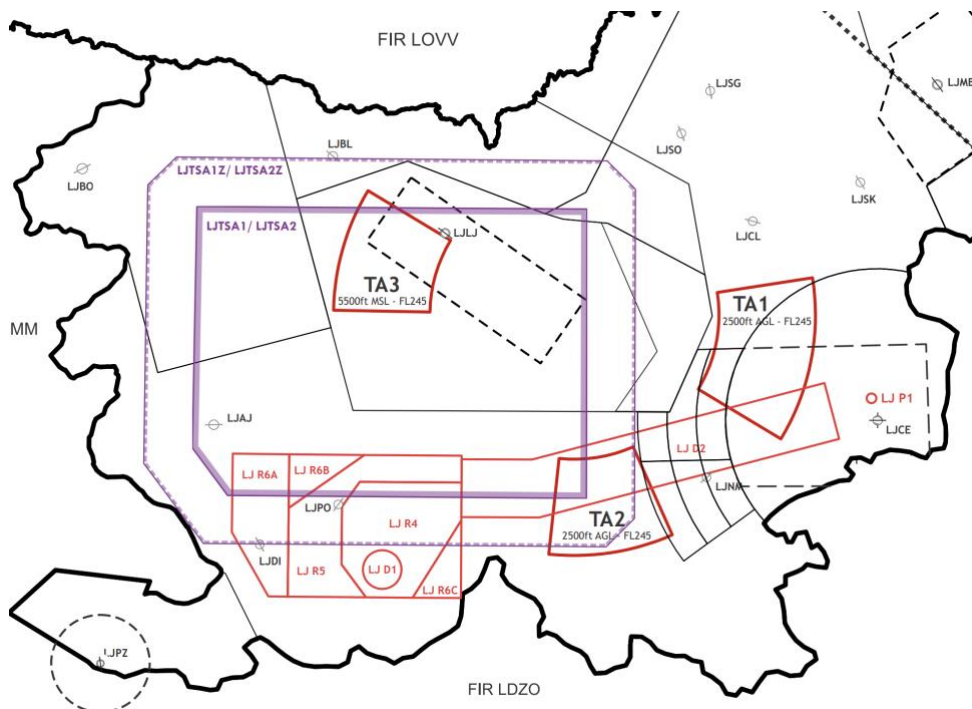 FIR LOVV
LJSG
LJME
LJSO
LJBL
LJTSA1Z/ LJTSA2Z
LJBO
LJSK
LJTSA1/ LJTSA2
LJLJ
LJCL
TA3
5500ft MSL - FL245
TA1
2500ft AGL - FL245
MM
LJ P1
LJAJ
LJCE
LJ D2
LJ R6A
LJ R6B
LJPO
LJ R4
TA2
2500ft AGL - FL245
LJDI
LJ R5
LJ D1
LJ R6C
LJPZ
FIR LDZO